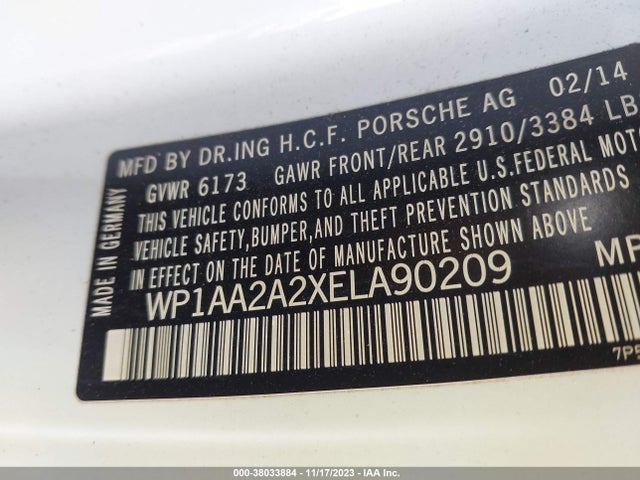 MFD BY DR.ING H.C.F. PORSCHE AG 02/14
GVWR 6173 GAWR FRONT/REAR 2910/3384 LB
THIS VEHICLE CONFORMS TO ALL APPLICABLE U.S.FEDERAL MOT
VEHICLE SAFETY,BUMPER,AND THEFT PREVENTION STANDARDS
IN EFFECT ON THE DATE OF MANUFACTURE SHOWN ABOVE
WP1AA2A2XELA90209 MP
MADE IN GERMANY
7P5
© - 38033884 - 11/17/2023 - IAA Inc.